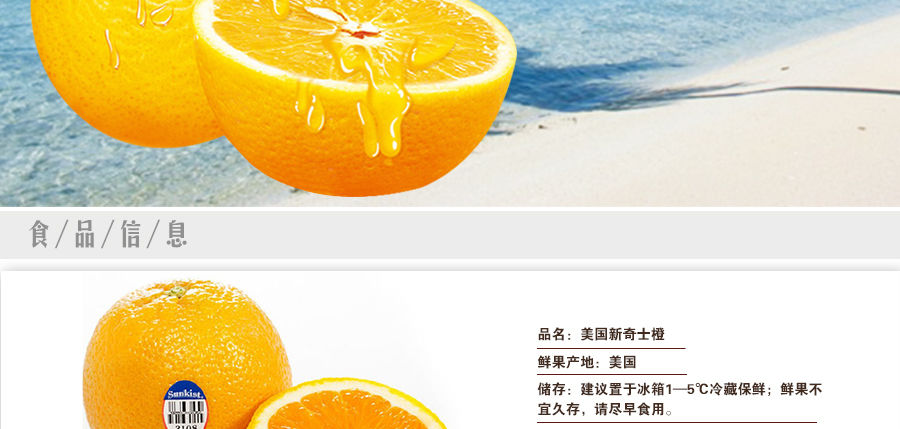 食/品/信/息
品名：美国新奇士橙
鲜果产地：美国
储存：建议置于冰箱1—5℃冷藏保鲜；鲜果不
宜久存，请尽早食用。
Sunkist.
3108